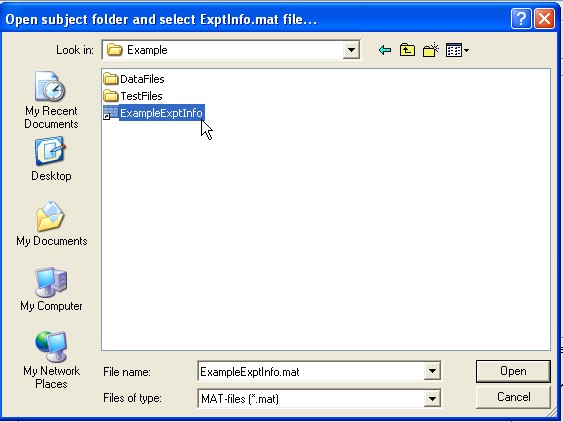 Open subject folder and select ExptInfo.mat file...
Look in: Example
DataFiles
TestFiles
ExampleExptInfo
My Recent
Documents
Desktop
My Documents
My Computer
My Network
Places
File name: ExampleExptInfo.mat Open
Files of type: MAT-files (*.mat) Cancel